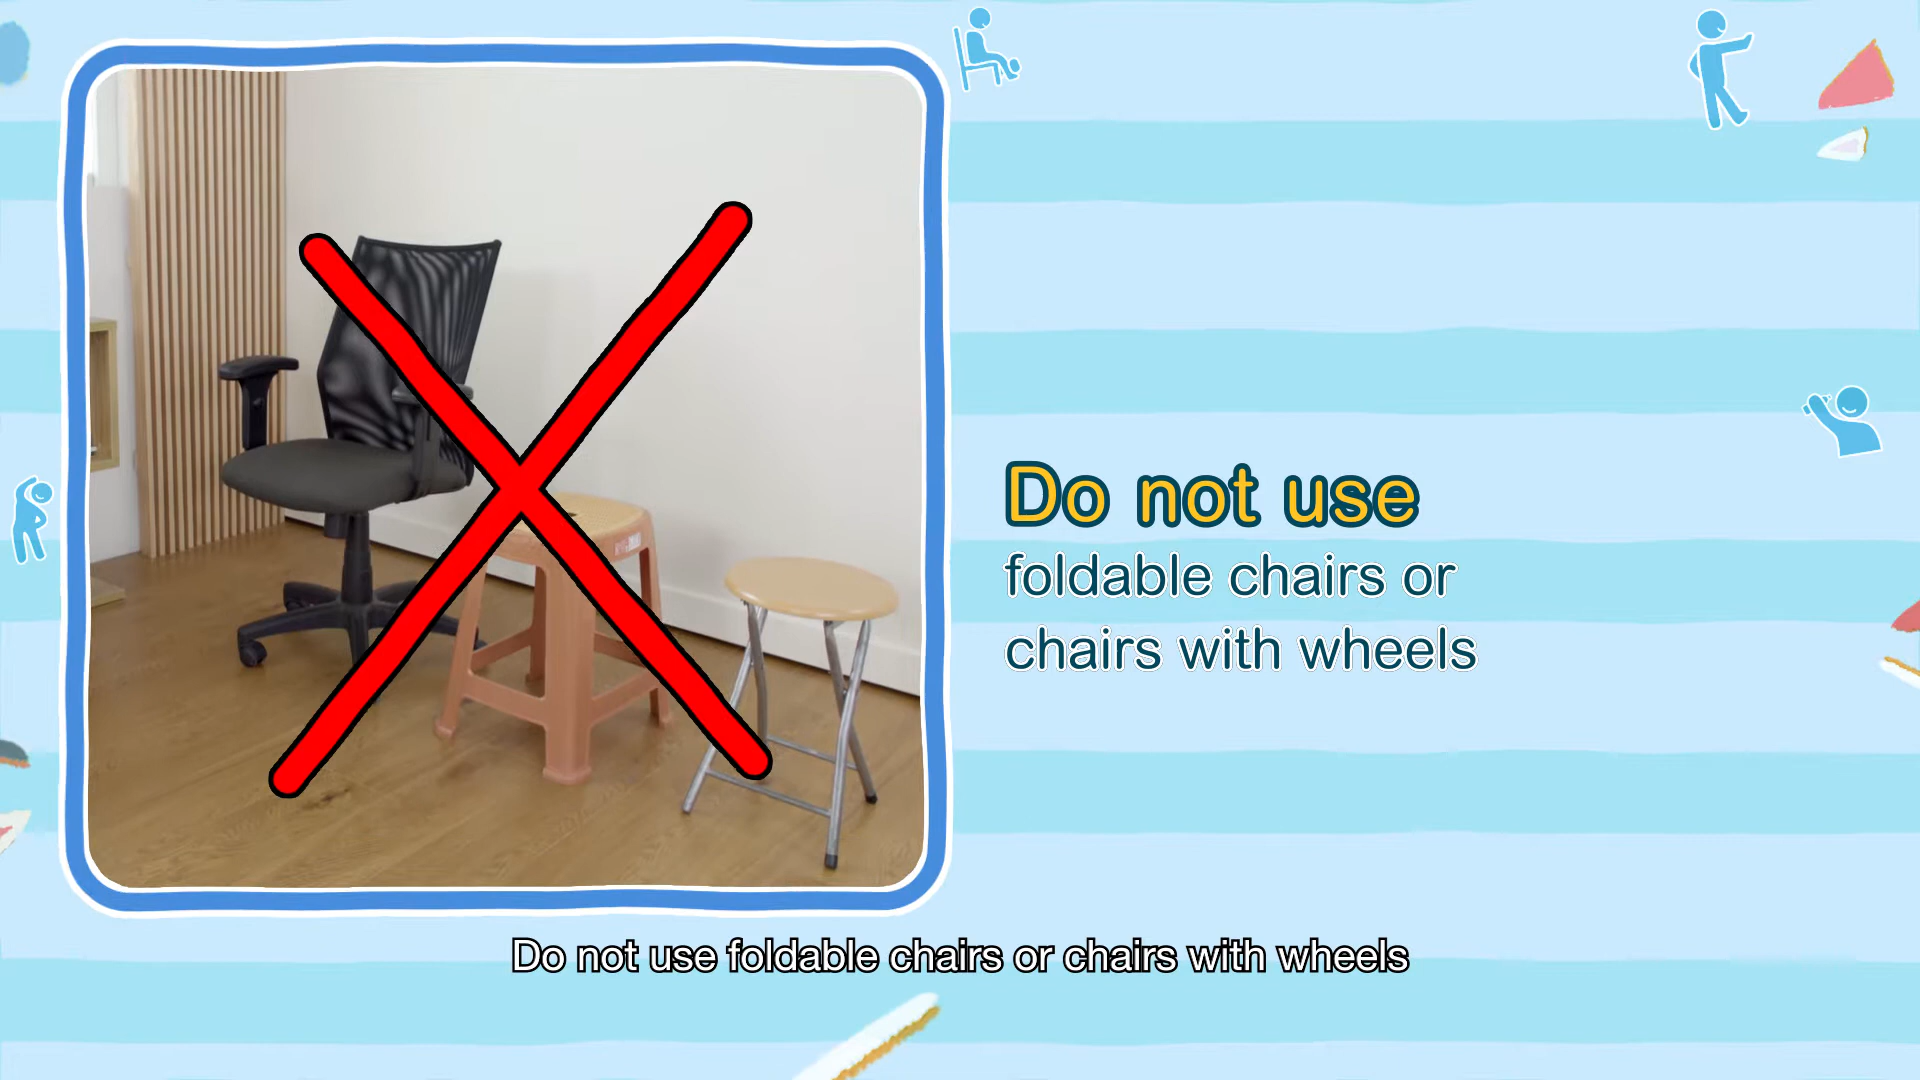 Do not use
foldable chairs or
chairs with wheels
Do not use foldable chairs or chairs with wheels